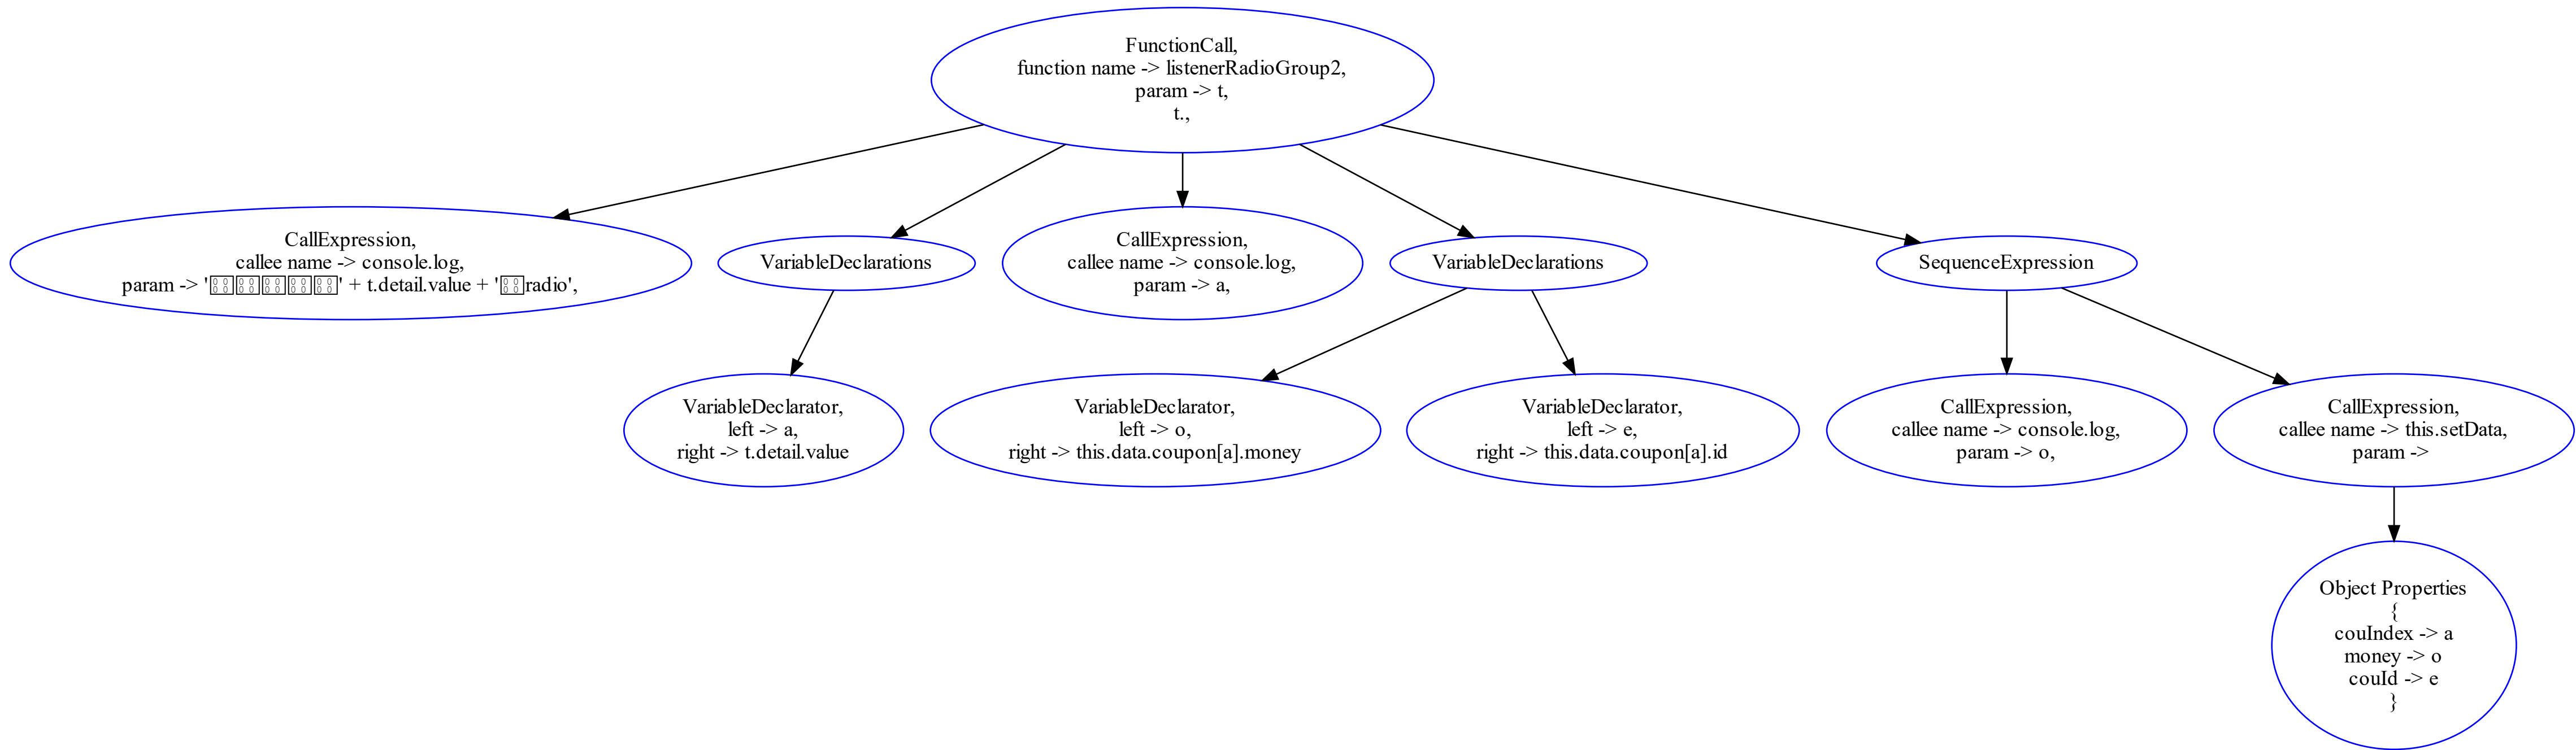 FunctionCall,
function name -> listenerRadioGroup2,
param -> t,
t.,
CallExpression,
callee name -> console.log,
param -> '' + t.detail.value + 'radio',
VariableDeclarations
CallExpression,
callee name -> console.log,
param -> a,
VariableDeclarations
SequenceExpression
VariableDeclarator,
left -> a,
right -> t.detail.value
VariableDeclarator,
left -> o,
right -> this.data.coupon[a].money
VariableDeclarator,
left -> e,
right -> this.data.coupon[a].id
CallExpression,
callee name -> console.log,
param -> o,
CallExpression,
callee name -> this.setData,
param ->
Object Properties
{
couIndex -> a
money -> o
couId -> e
}